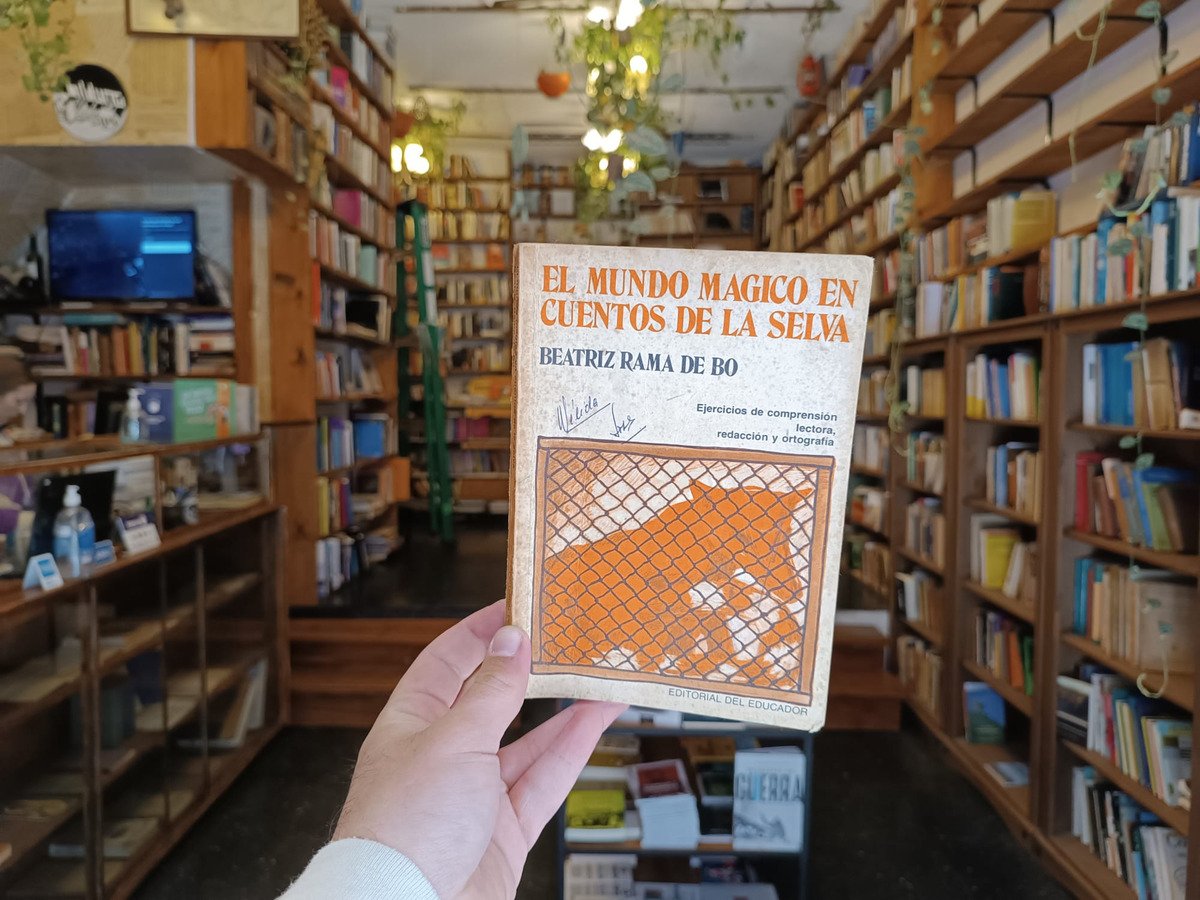 EL MUNDO MAGICO EN
CUENTOS DE LA SELVA
BEATRIZ RAMA DE BO
Ejercicios de comprensión
lectora,
redacción y ortografía
EDITORIAL DEL EDUCADOR
GUERRA